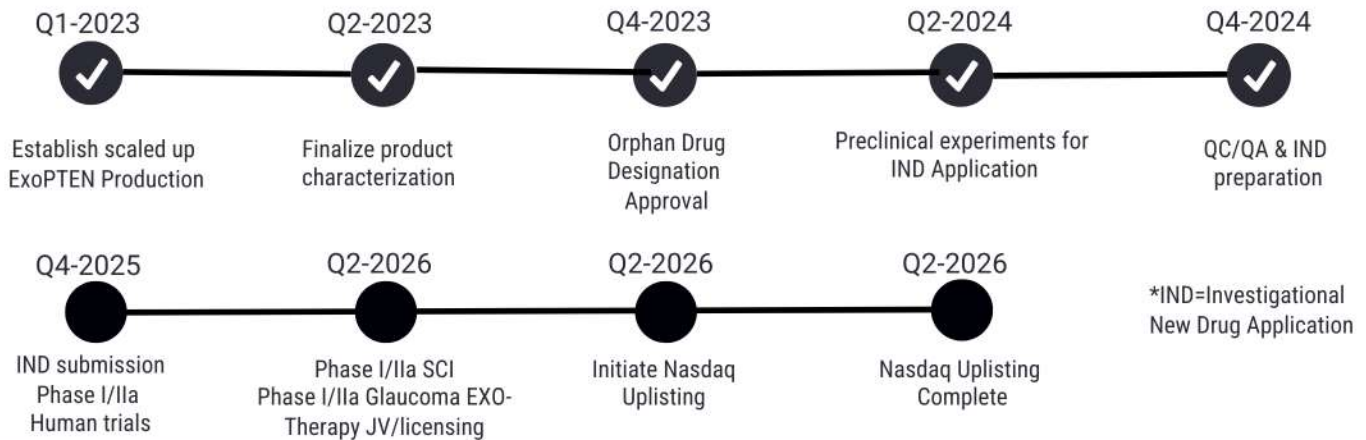 Q1-2023
Q2-2023
Q4-2023
Q2-2024
Q4-2024
Establish scaled up
ExoPTEN Production
Finalize product
characterization
Orphan Drug
Designation
Approval
Preclinical experiments for
IND Application
QC/QA & IND
preparation
Q4-2025
Q2-2026
Q2-2026
Q2-2026
IND submission
Phase I/IIa
Human trials
Phase I/IIa SCI
Phase I/IIa Glaucoma EXO-
Therapy JV/licensing
Initiate Nasdaq
Uplisting
Nasdaq Uplisting
Complete
*IND=Investigational
New Drug Application